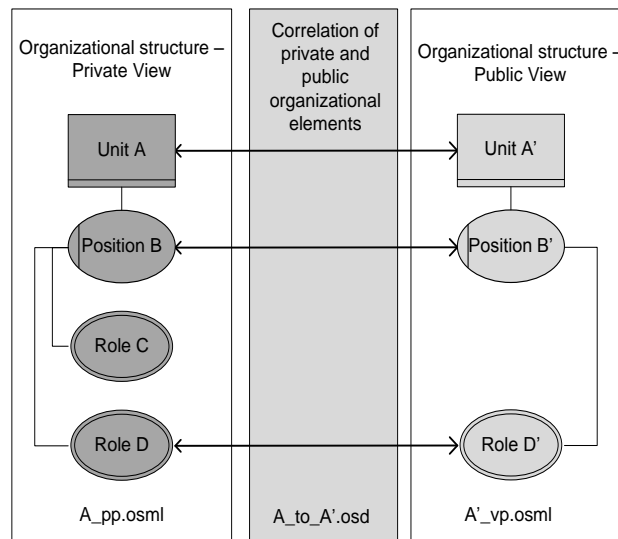 Organizational structure –
Private View
Unit A
Position B
Role C
Role D
A_pp.osml
Correlation of
private and
public
organizational
elements
A_to_A'.osd
Organizational structure –
Public View
Unit A'
Position B'
Role D'
A'_vp.osml